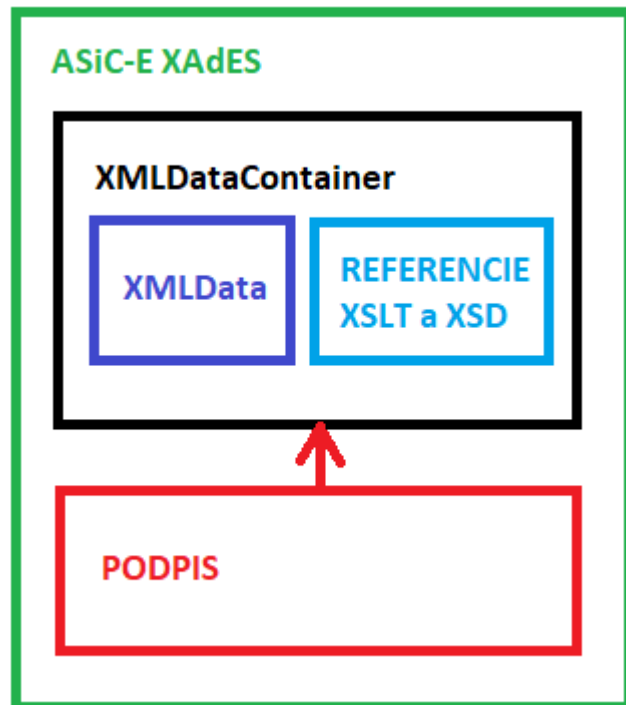 ASiC-E XAdES
XMLDataContainer
XMLData
REFERENCIE
XSLT a XSD
PODPIS